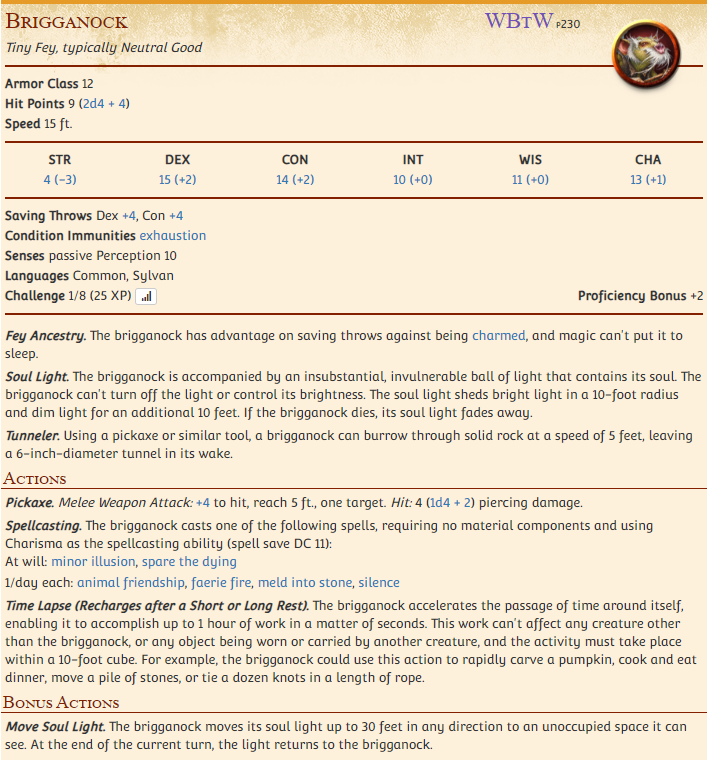 Brigganock
WBtW p230
Tiny Fey, typically Neutral Good
Armor Class 12
Hit Points 9 (2d4 + 4)
Speed 15 ft.
STR DEX CON INT WIS CHA
4 (−3) 15 (+2) 14 (+2) 10 (+0) 11 (+0) 13 (+1)
Saving Throws Dex +4, Con +4
Condition Immunities exhaustion
Senses passive Perception 10
Languages Common, Sylvan
Challenge 1/8 (25 XP) Proficiency Bonus +2
Fey Ancestry. The brigganock has advantage on saving throws against being charmed, and magic can't put it to
sleep.
Soul Light. The brigganock is accompanied by an insubstantial, invulnerable ball of light that contains its soul. The
brigganock can't turn off the light or control its brightness. The soul light sheds bright light in a 10-foot radius
and dim light for an additional 10 feet. If the brigganock dies, its soul light fades away.
Tunneler. Using a pickaxe or similar tool, a brigganock can burrow through solid rock at a speed of 5 feet, leaving
a 6-inch-diameter tunnel in its wake.
Actions
Pickaxe. Melee Weapon Attack: +4 to hit, reach 5 ft., one target. Hit: 4 (1d4 + 2) piercing damage.
Spellcasting. The brigganock casts one of the following spells, requiring no material components and using
Charisma as the spellcasting ability (spell save DC 11):
At will: minor illusion, spare the dying
1/day each: animal friendship, faerie fire, meld into stone, silence
Time Lapse (Recharges after a Short or Long Rest). The brigganock accelerates the passage of time around itself,
enabling it to accomplish up to 1 hour of work in a matter of seconds. This work can't affect any creature other
than the brigganock, or any object being worn or carried by another creature, and the activity must take place
within a 10-foot cube. For example, the brigganock could use this action to rapidly carve a pumpkin, cook and eat
dinner, move a pile of stones, or tie a dozen knots in a length of rope.
Bonus Actions
Move Soul Light. The brigganock moves its soul light up to 30 feet in any direction to an unoccupied space it can
see. At the end of the current turn, the light returns to the brigganock.